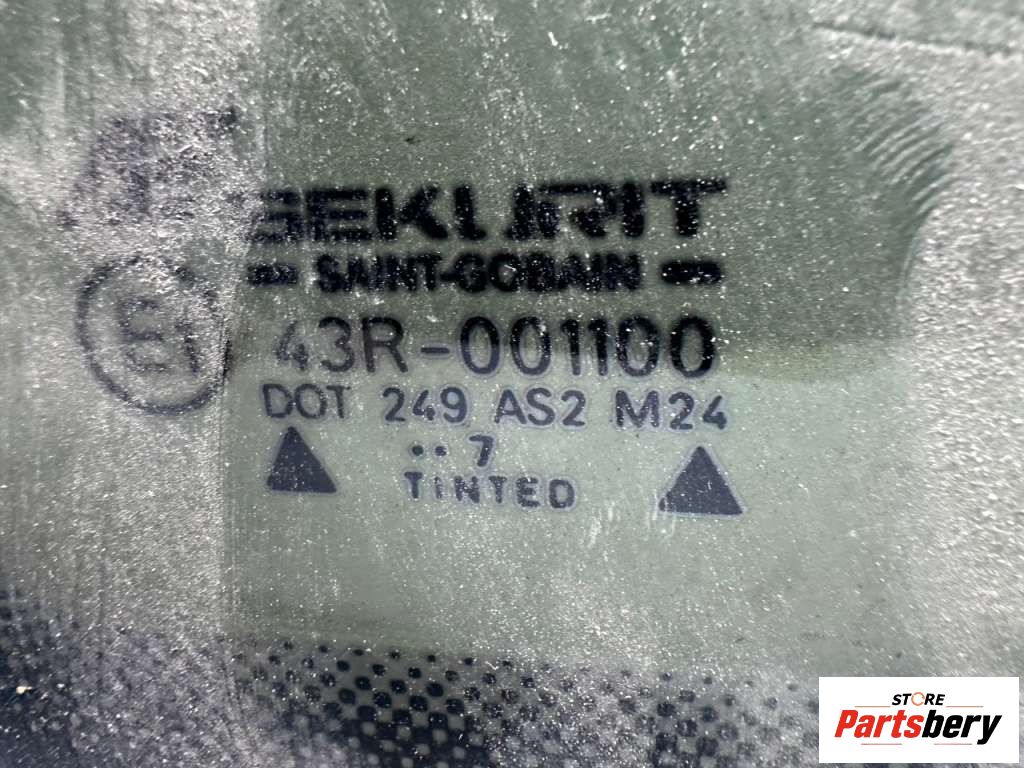 SEKURIT
SAINT-GOBAIN
43R-001100
DOT 249 AS2 M24
.. 7
TINTED
STORE
Partsbery